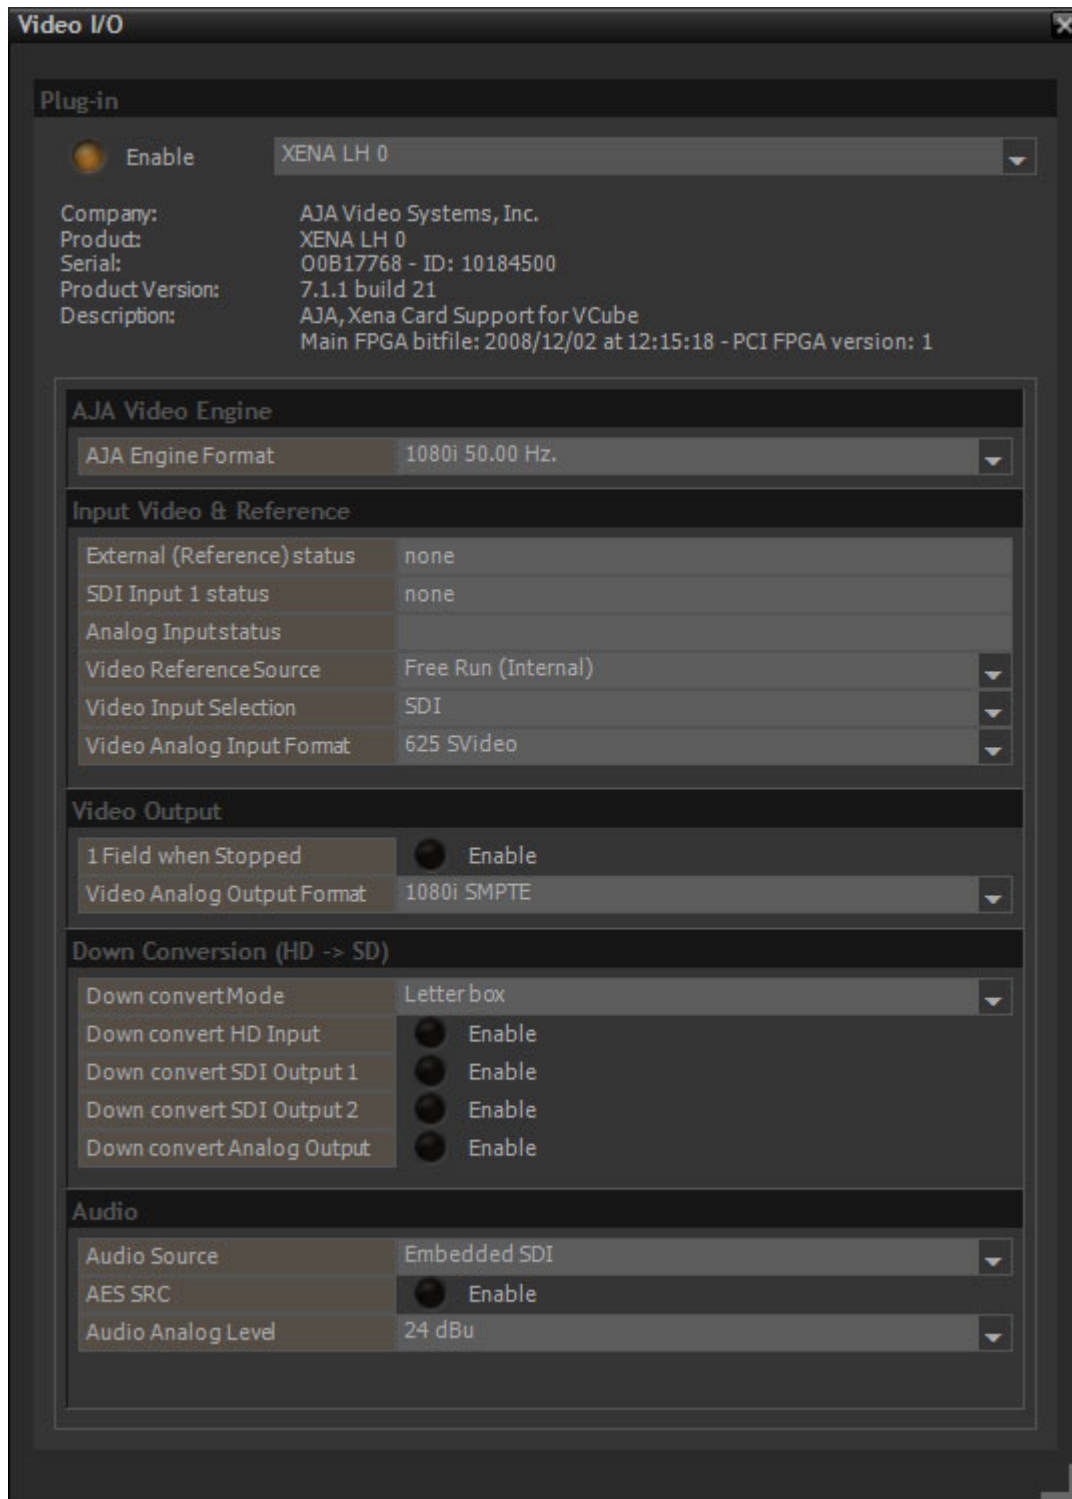 Video I/O
Plug-in
Enable XENA LH 0
Company: AJA Video Systems, Inc.
Product: XENA LH 0
Serial: O0B17768 - ID: 10184500
Product Version: 7.1.1 build 21
Description: AJA, Xena Card Support for VCube
Main FPGA bitfile: 2008/12/02 at 12:15:18 - PCI FPGA version: 1
AJA Video Engine
AJA Engine Format 1080i 50.00 Hz.
Input Video & Reference
External (Reference) status none
SDI Input 1 status none
Analog Input status
Video Reference Source Free Run (Internal)
Video Input Selection SDI
Video Analog Input Format 625 SVideo
Video Output
1 Field when Stopped Enable
Video Analog Output Format 1080i SMPTE
Down Conversion (HD -> SD)
Down convert Mode Letter box
Down convert HD Input Enable
Down convert SDI Output 1 Enable
Down convert SDI Output 2 Enable
Down convert Analog Output Enable
Audio
Audio Source Embedded SDI
AES SRC Enable
Audio Analog Level 24 dBu